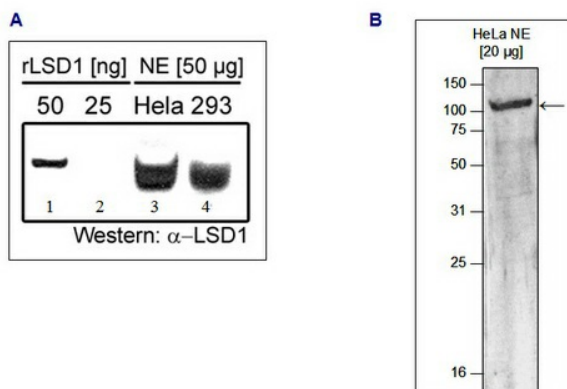 A
rLSD1 [ng] NE [50 µg]
50 25 Hela 293
1 2 3 4
Western: α–LSD1
B
HeLa NE
[20 µg]
150
100
75
50
31
25
16